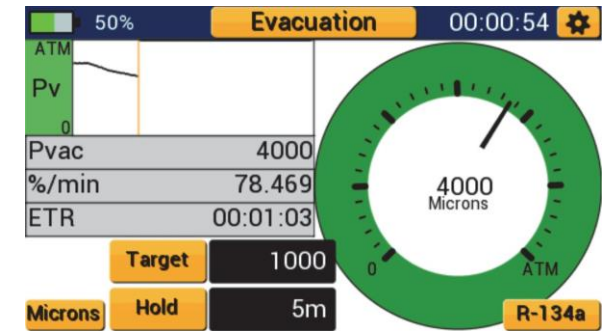 50% Evacuation 00:00:54
ATM
Pv
0
Pvac 4000
%/min 78.469
ETR 00:01:03
Target 1000
Microns Hold 5m
4000
Microns
0 ATM
R-134a